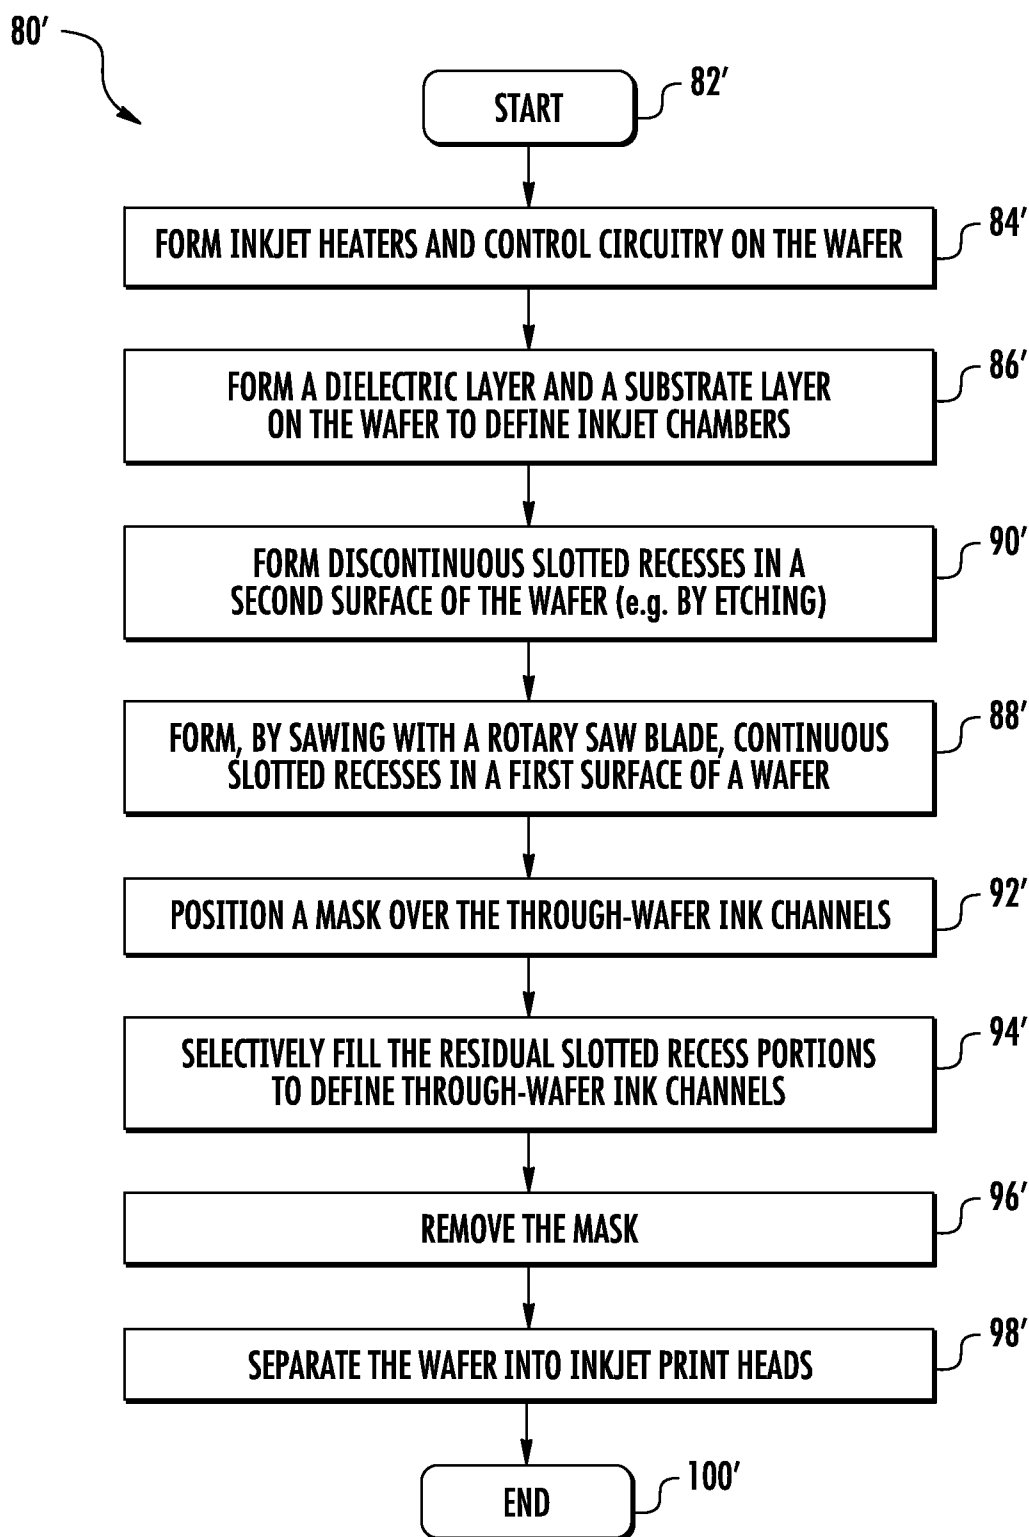 80′
START
82′
FORM INKJET HEATERS AND CONTROL CIRCUITRY ON THE WAFER
84′
FORM A DIELECTRIC LAYER AND A SUBSTRATE LAYER
ON THE WAFER TO DEFINE INKJET CHAMBERS
86′
FORM DISCONTINUOUS SLOTTED RECESSES IN A
SECOND SURFACE OF THE WAFER (e.g. BY ETCHING)
90′
FORM, BY SAWING WITH A ROTARY SAW BLADE, CONTINUOUS
SLOTTED RECESSES IN A FIRST SURFACE OF A WAFER
88′
POSITION A MASK OVER THE THROUGH-WAFER INK CHANNELS
92′
SELECTIVELY FILL THE RESIDUAL SLOTTED RECESS PORTIONS
TO DEFINE THROUGH-WAFER INK CHANNELS
94′
REMOVE THE MASK
96′
SEPARATE THE WAFER INTO INKJET PRINT HEADS
98′
END
100′